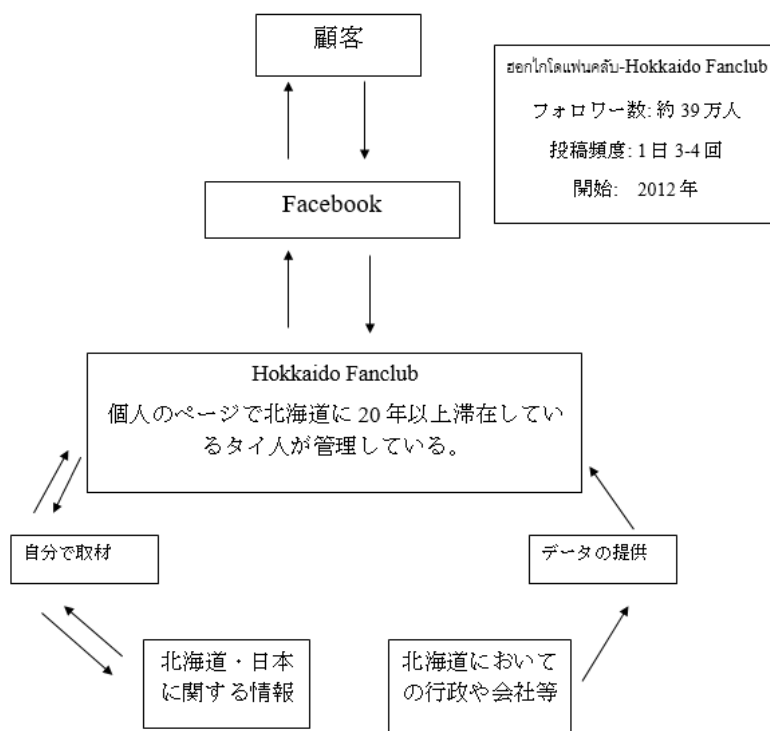 顧客
ฮอกไกโดแฟนคลับ-Hokkaido Fanclub
フォロワー数: 約 39 万人
投稿頻度: 1 日 3-4 回
開始:　2012 年
Facebook
Hokkaido Fanclub
個人のページで北海道に 20 年以上滞在してい
るタイ人が管理している。
自分で取材
データの提供
北海道・日本
に関する情報
北海道において
の行政や会社等